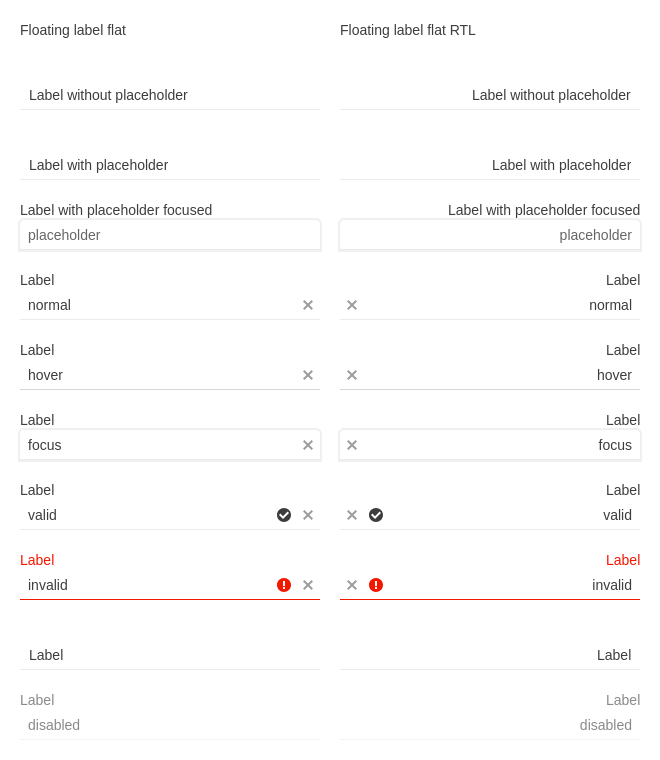 Floating label flat
Floating label flat RTL
Label without placeholder
Label without placeholder
Label with placeholder
Label with placeholder
Label with placeholder focused
Label with placeholder focused
placeholder
placeholder
Label
Label
normal
normal
Label
Label
hover
hover
Label
Label
focus
focus
Label
Label
valid
valid
Label
Label
invalid
invalid
Label
Label
Label
Label
disabled
disabled